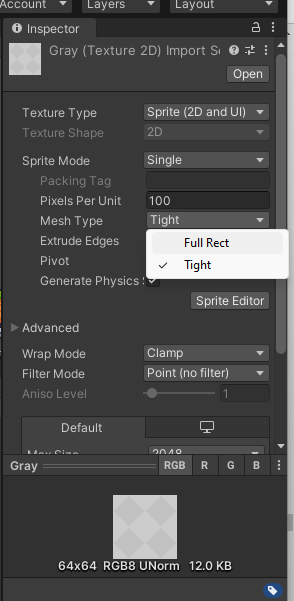 Account Layers Layout
Inspector
Gray (Texture 2D) Import Se
Open
Texture Type Sprite (2D and UI)
Texture Shape 2D
Sprite Mode Single
Packing Tag
Pixels Per Unit 100
Mesh Type Tight
Extrude Edges Full Rect
Pivot Tight
Generate Physics
Sprite Editor
Advanced
Wrap Mode Clamp
Filter Mode Point (no filter)
Aniso Level 1
Default
Max Size 2048
Gray RGB R G B
64x64 RGB8 UNorm 12.0 KB